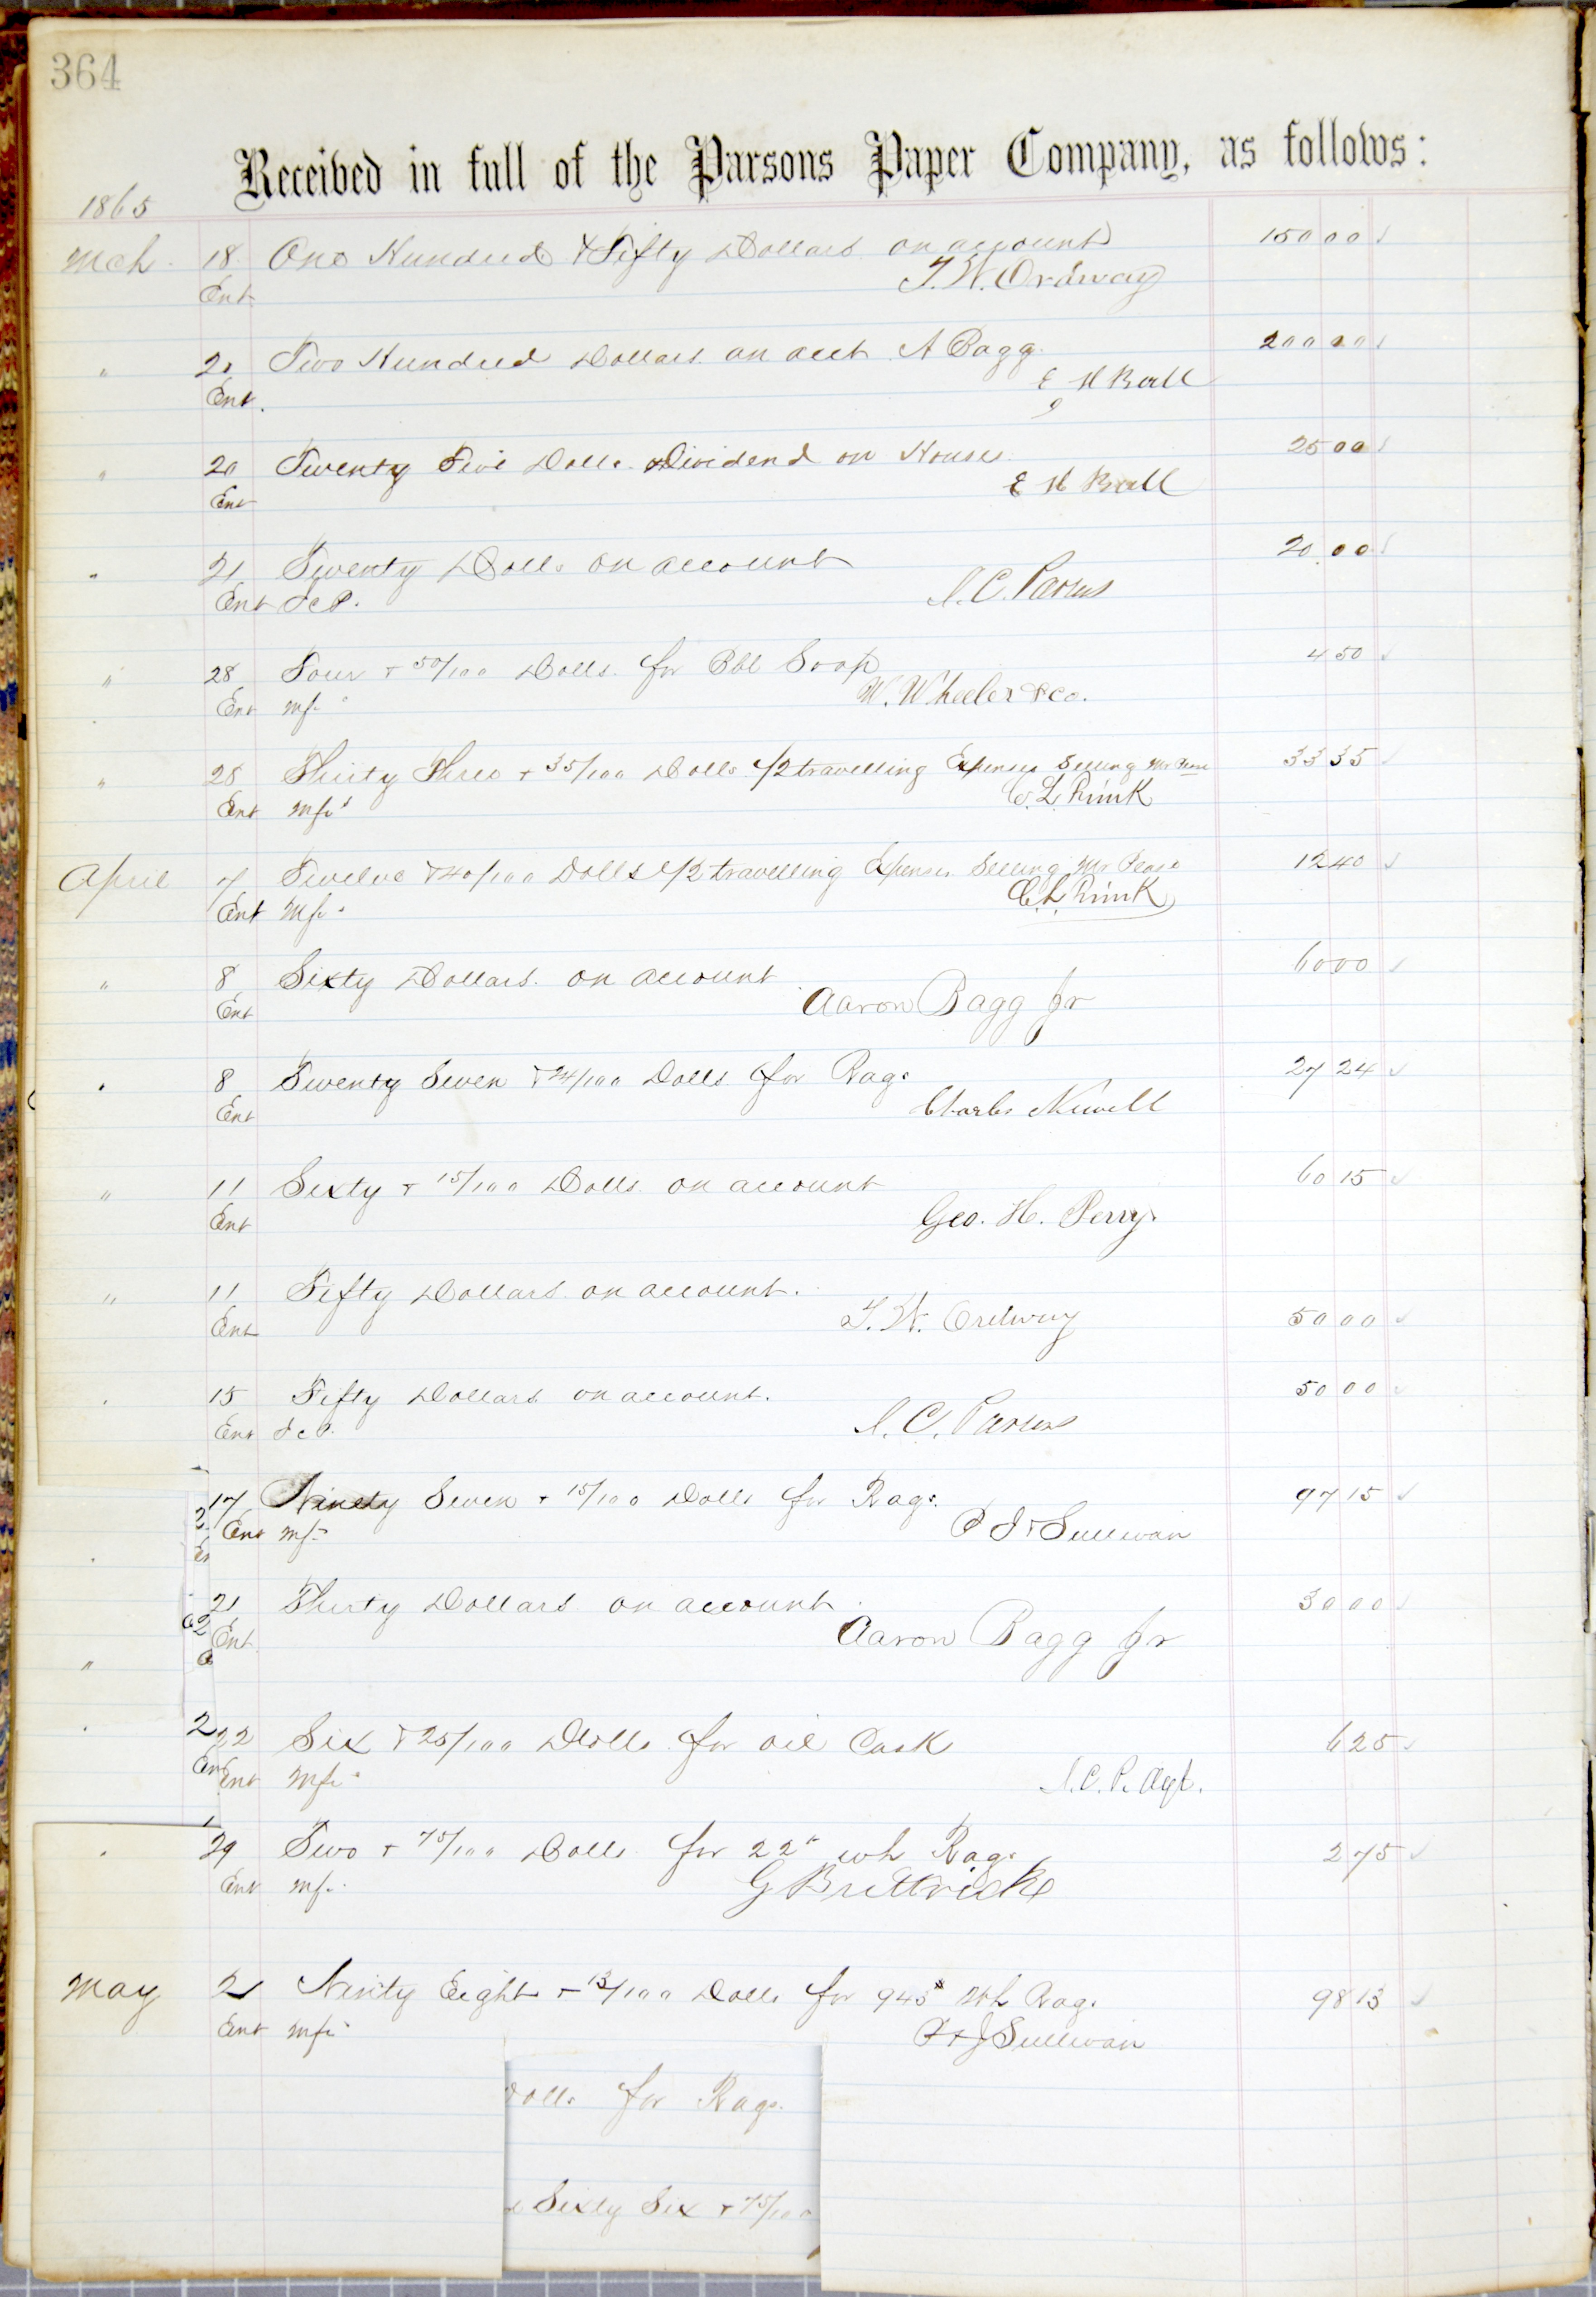 364
Received in full of the Parsons Paper Company, as follows:
1865
Mch 18 One Hundred & Fifty Dollars on account 150 00 ✓
Ent T. W. Ordway
" 20 Two Hundred Dollars on acct A Bagg 200 00 ✓
Ent. E H Ball
" 20 Twenty Five Dolls Dividend on House 25 00 ✓
Ent E H Ball
" 21 Twenty Dolls on account 20.00 ✓
Ent J C P. J. C. Parsons
" 28 Four & 50/100 Dolls for Bbl Soap 4 50 ✓
Ent Mfs W. Wheeler & Co.
" 28 Thirty Three & 35/100 Dolls 1/2 travelling Expenses Selling 33 35 ✓
Ent Mfs C. L. Frink
April 7 Twelve & 40/100 Dolls 1/2 travelling Expenses Selling 12 40 ✓
Ent Mfs C. L. Frink
" 8 Sixty Dollars on account 60 00 ✓
Ent Aaron Bagg Jr
" 8 Twenty Seven & 24/100 Dolls for Rags 27 24 ✓
Ent Charles Newell
" 11 Sixty & 15/100 Dolls on account 60 15 ✓
Ent Geo. H. Perry.
" 11 Fifty Dollars on account.
Ent T. W. Ordway 50 00 ✓
" 15 Fifty Dollars on account. 50 00 ✓
Ent J C P. J. C. Parsons
17 Ninety Seven & 15/100 Dolls for Rags. 97 15 ✓
" Ent Mfs P J & Sullivan
21 Thirty Dollars on account 30 00 ✓
" Ent Aaron Bagg Jr
" 22 Six & 25/100 Dolls for oil Cask 6 25 ✓
Ent Mfs J. C. P. Agt.
" 29 Two & 75/100 Dolls for 22# wh Rags 2 75 ✓
Ent Mfs G Brittricke
May 2 Ninty Eight & 13/100 Dolls for 943# Wh Rags 98 13 ✓
Ent Mfs P & J Sullivan
Dolls for Rags.
Sixty Six & 75/100